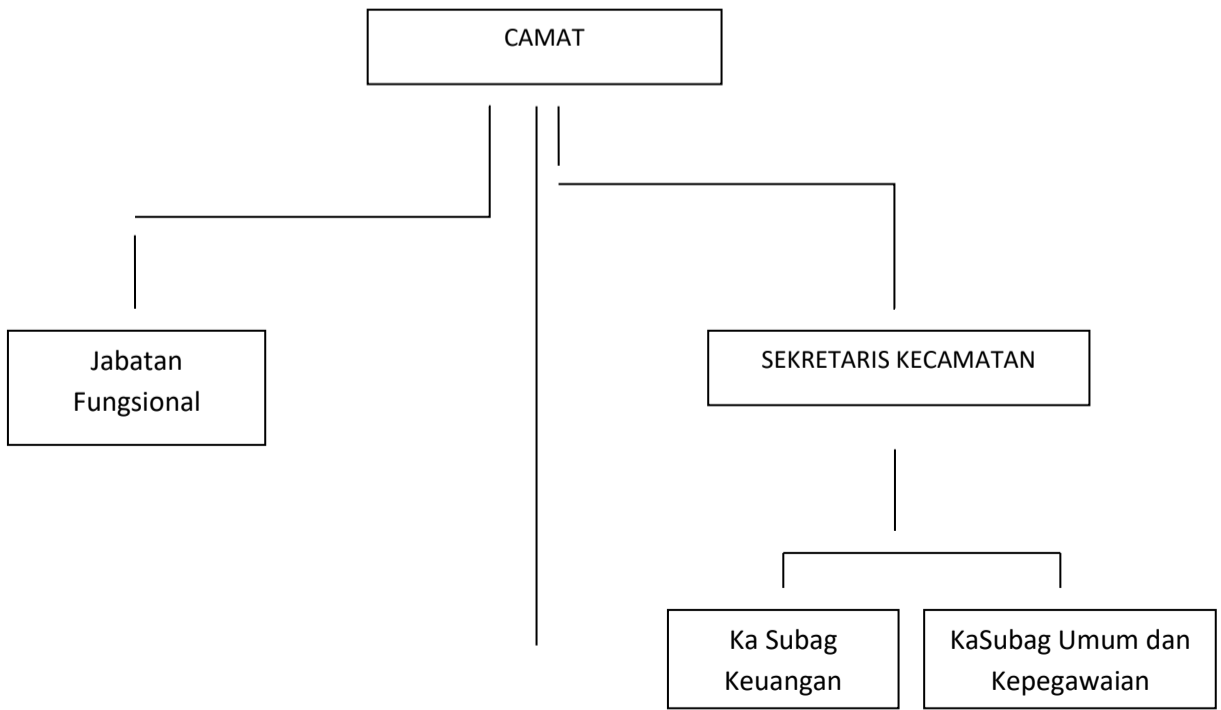 CAMAT
Jabatan
Fungsional
SEKRETARIS KECAMATAN
Ka Subag
Keuangan
KaSubag Umum dan
Kepegawaian